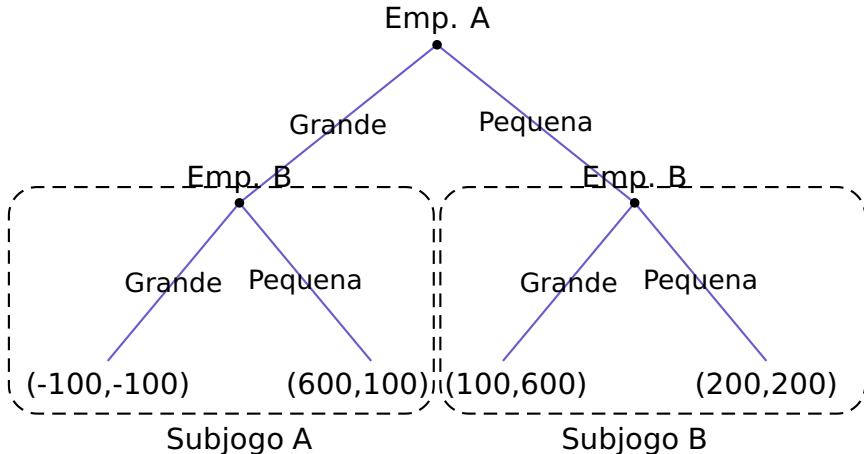 Emp. A
Grande
Pequena
Emp. B
Emp. B
Grande
Pequena
Grande
Pequena
(-100,-100)
(600,100)
(100,600)
(200,200)
Subjogo A
Subjogo B